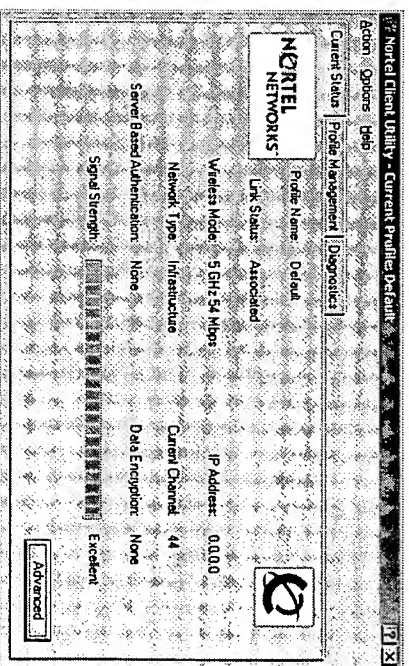 Nortel Client Utility - Current Profile: Default
Action Options Help
Current Status Profile Management Diagnostics
NORTEL
NETWORKS
Profile Name: Default
Link Status: Associated
Wireless Mode: 5 GHz 54 Mbps IP Address: 0.0.0.0
Network Type: Infrastructure Current Channel: 44
Server Based Authentication: None Data Encryption: None
Signal Strength: Excellent
Advanced